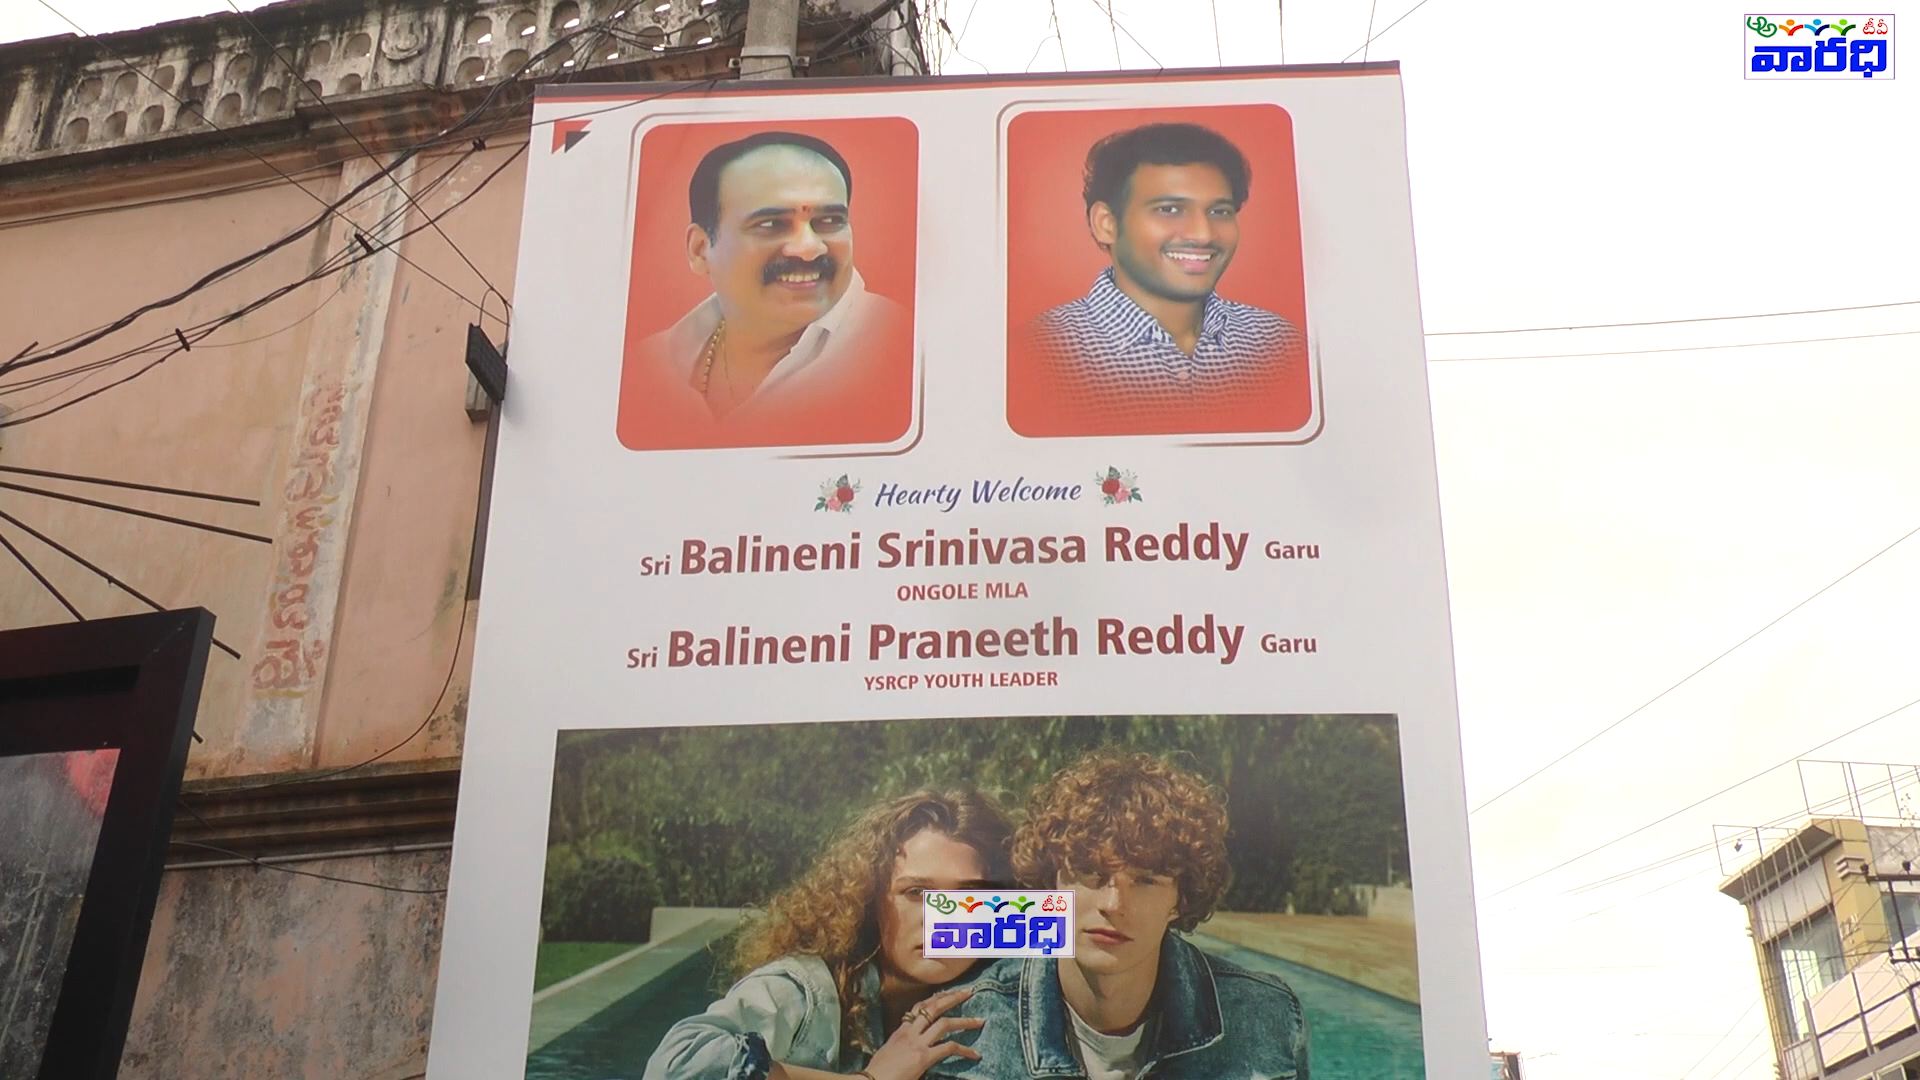 అ టీవీ
వారధి
Hearty Welcome
Sri Balineni Srinivasa Reddy Garu
ONGOLE MLA
Sri Balineni Praneeth Reddy Garu
YSRCP YOUTH LEADER
అ టీవీ
వారధి